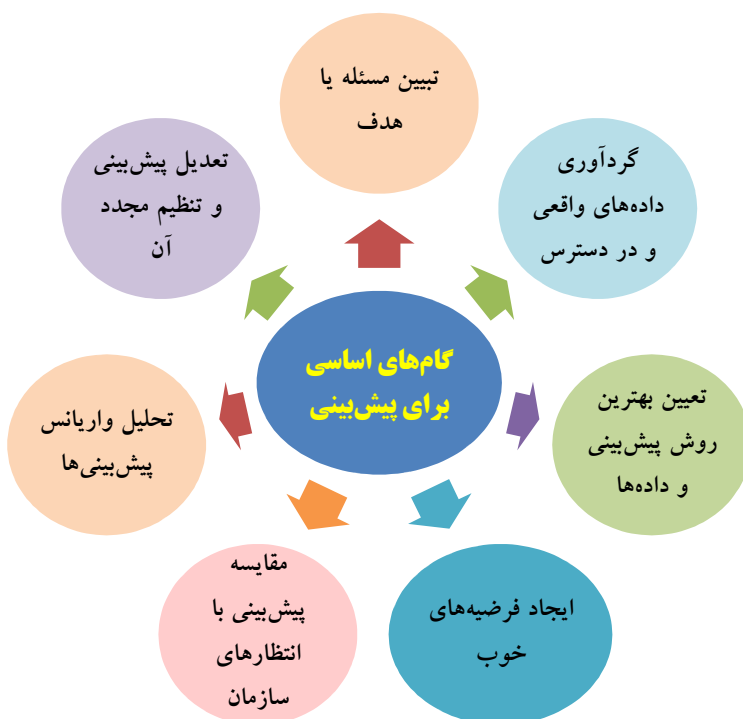 گام‌های اساسی
برای پیش‌بینی
تبیین مسئله یا
هدف
گردآوری
داده‌های واقعی
و در دسترس
تعیین بهترین
روش پیش‌بینی
و داده‌ها
ایجاد فرضیه‌های
خوب
مقایسه
پیش‌بینی با
انتظارهای
سازمان
تحلیل واریانس
پیش‌بینی‌ها
تعدیل پیش‌بینی
و تنظیم مجدد
آن